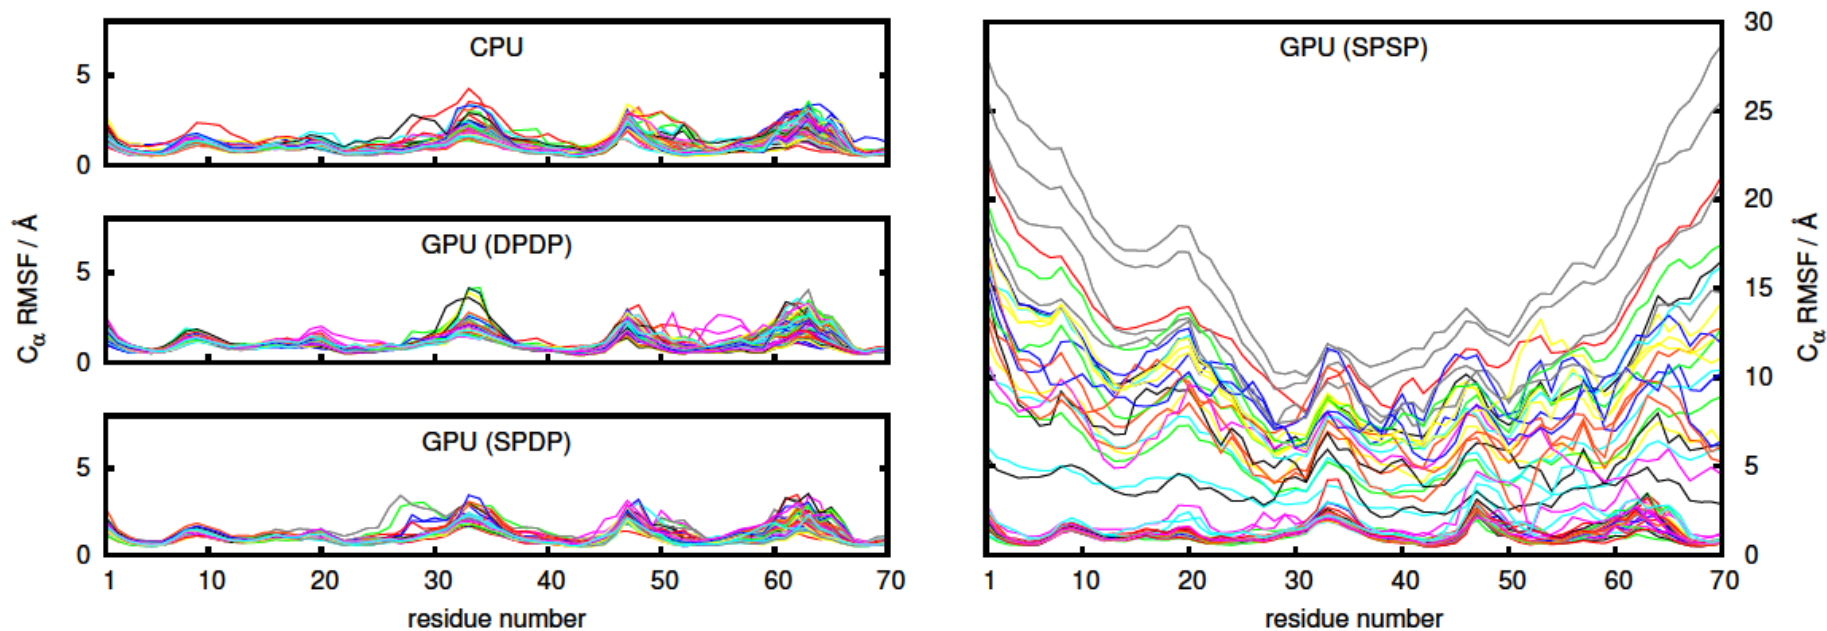 CPU
5
0
GPU (DPDP)
5
0
GPU (SPDP)
5
0
1 10 20 30 40 50 60 70
residue number
Cα RMSF / Å
GPU (SPSP)
30
25
20
15
10
5
0
1 10 20 30 40 50 60 70
residue number
Cα RMSF / Å